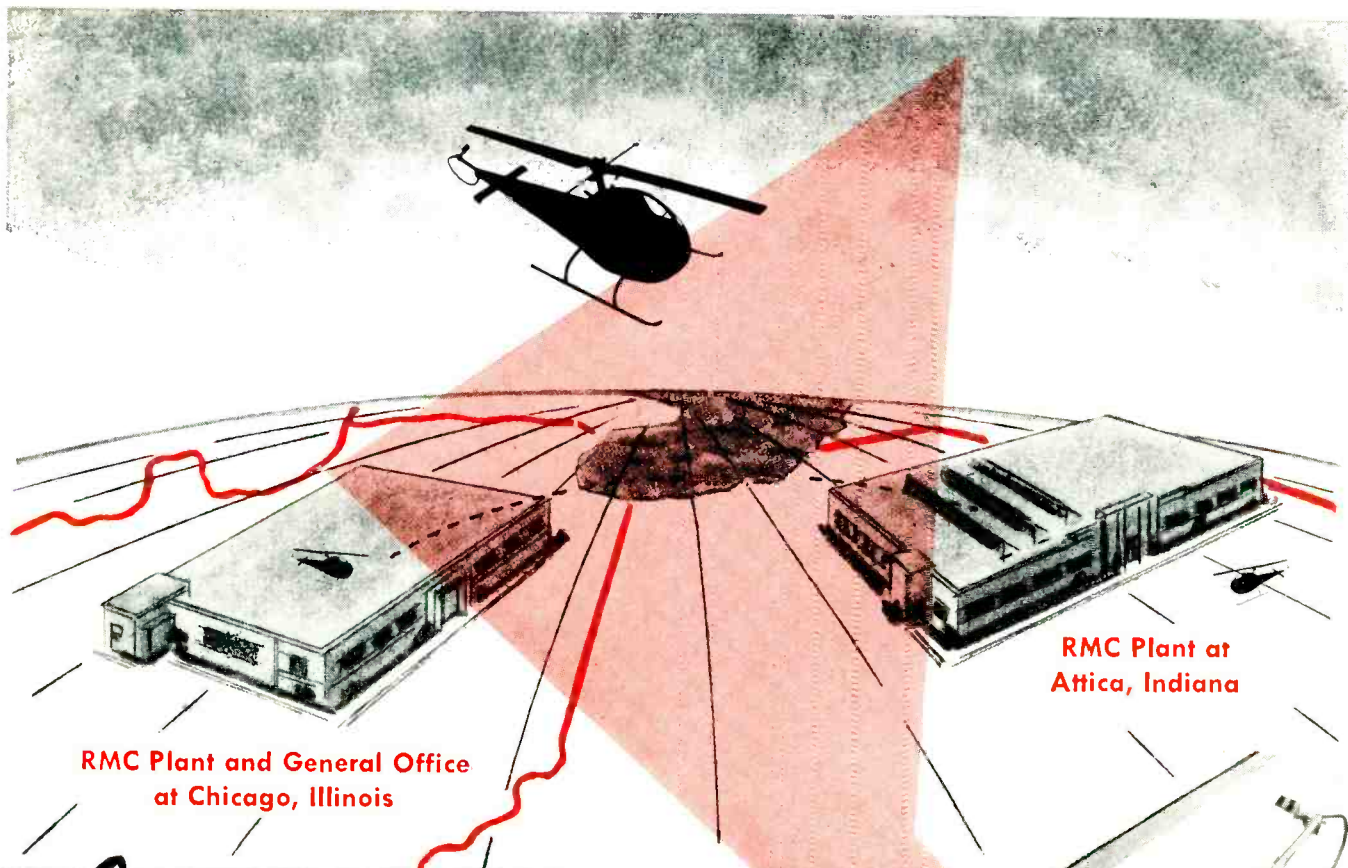 RMC Plant at
Attica, Indiana
RMC Plant and General Office
at Chicago, Illinois